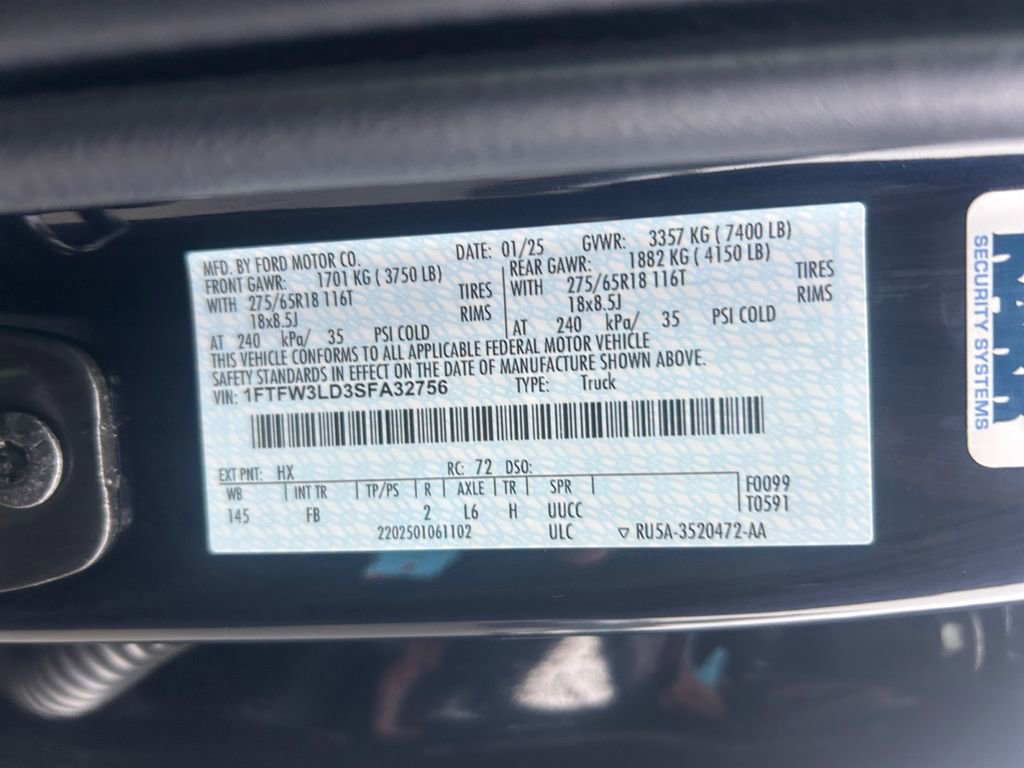 MFD. BY FORD MOTOR CO. DATE: 01/25 GVWR: 3357 KG ( 7400 LB)
FRONT GAWR: 1701 KG ( 3750 LB) REAR GAWR: 1882 KG ( 4150 LB)
WITH 275/65R18 116T TIRES WITH 275/65R18 116T TIRES
18x8.5J RIMS 18x8.5J RIMS
AT 240 kPa/ 35 PSI COLD AT 240 kPa/ 35 PSI COLD
THIS VEHICLE CONFORMS TO ALL APPLICABLE FEDERAL MOTOR VEHICLE
SAFETY STANDARDS IN EFFECT ON THE DATE OF MANUFACTURE SHOWN ABOVE.
VIN: 1FTFW3LD3SFA32756 TYPE: Truck
EXT PNT: HX RC: 72 DSO:
WB INT TR TP/PS R AXLE TR SPR F0099
145 FB 2 L6 H UUCC T0591
2202501061102 ULC ▽ RU5A-3520472-AA
SECURITY SYSTEMS